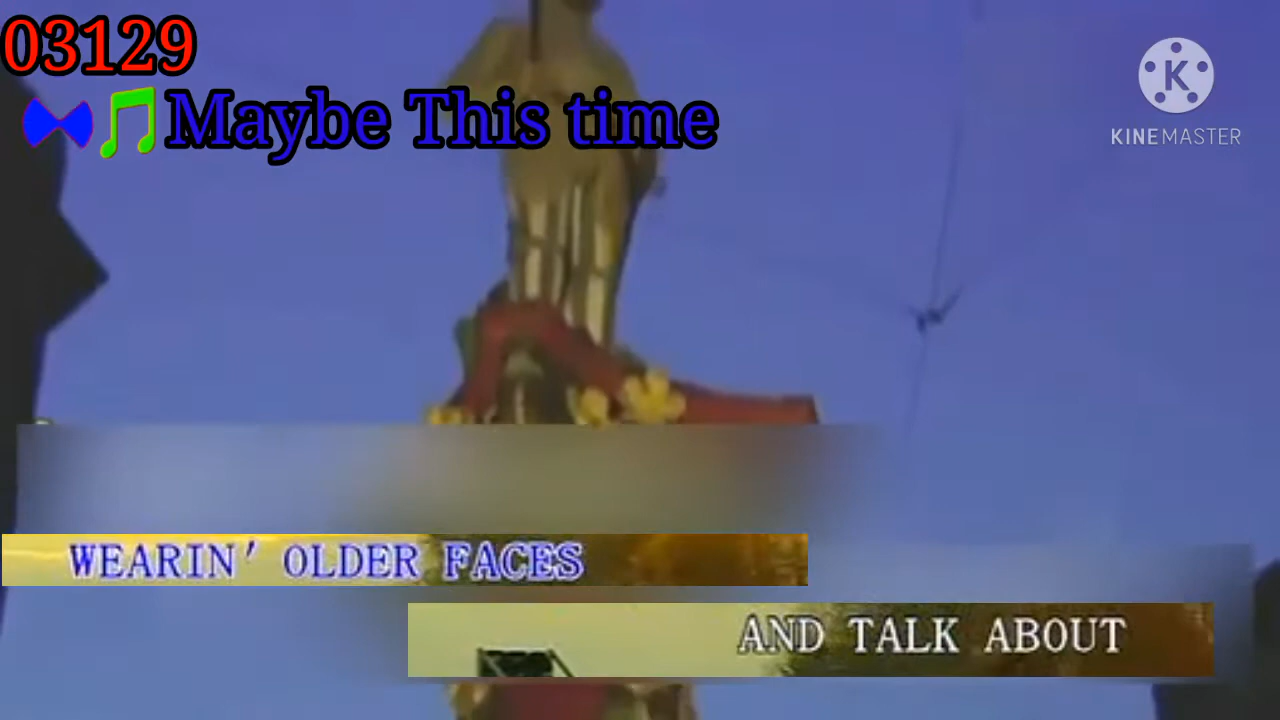 03129
Maybe This time
K
KINEMASTER
WEARIN' OLDER FACES
AND TALK ABOUT